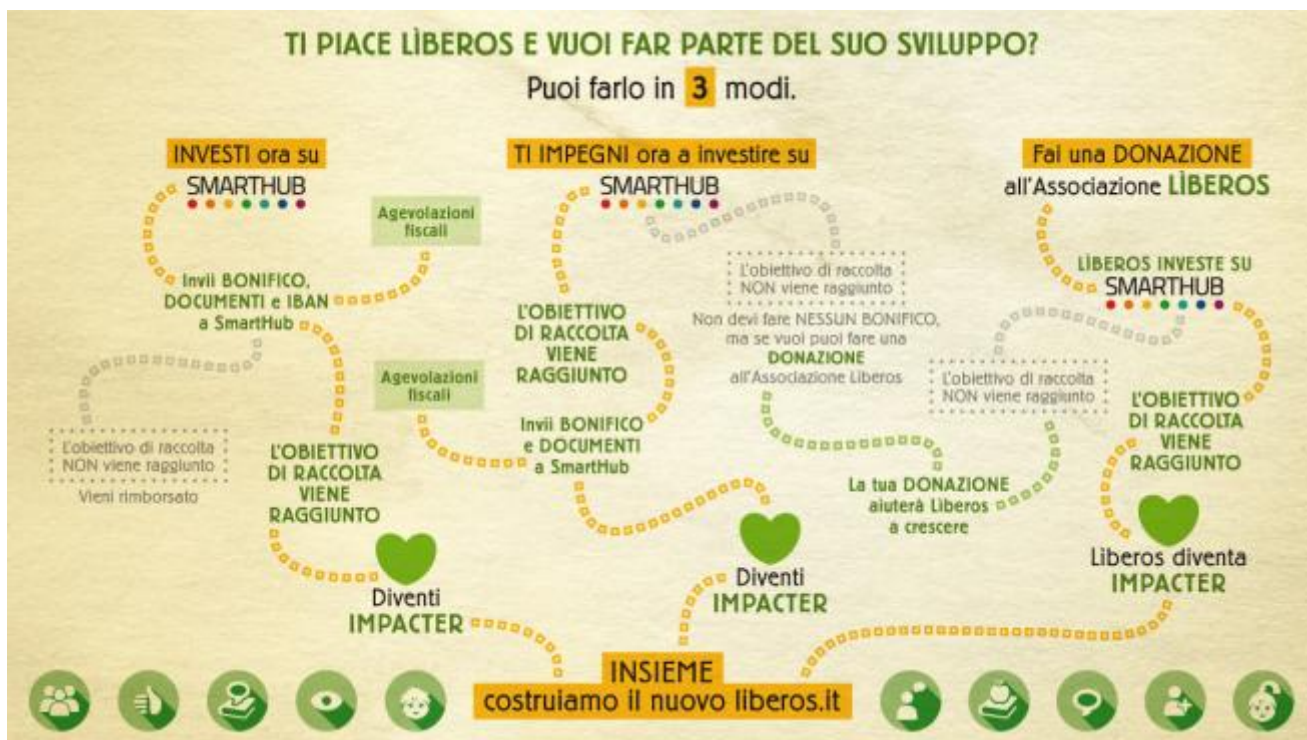 TI PIACE LÌBEROS E VUOI FAR PARTE DEL SUO SVILUPPO?
Puoi farlo in 3 modi.
INVESTI ora su
SMARTHUB
Agevolazioni
fiscali
Invii BONIFICO,
DOCUMENTI e IBAN
a SmartHub
L'obiettivo di raccolta
NON viene raggiunto
Vieni rimborsato
L'OBIETTIVO
DI RACCOLTA
VIENE
RAGGIUNTO
Diventi
IMPACTER
TI IMPEGNI ora a investire su
SMARTHUB
L'OBIETTIVO
DI RACCOLTA
VIENE
RAGGIUNTO
Agevolazioni
fiscali
Invii BONIFICO
e DOCUMENTI
a SmartHub
Diventi
IMPACTER
L'obiettivo di raccolta
NON viene raggiunto
Non devi fare NESSUN BONIFICO,
ma se vuoi puoi fare una
DONAZIONE
all'Associazione Lìberos
La tua DONAZIONE
aiuterà Lìberos
a crescere
Fai una DONAZIONE
all'Associazione LÌBEROS
LÌBEROS INVESTE SU
SMARTHUB
L'obiettivo di raccolta
NON viene raggiunto
L'OBIETTIVO
DI RACCOLTA
VIENE
RAGGIUNTO
Lìberos diventa
IMPACTER
INSIEME
costruiamo il nuovo liberos.it